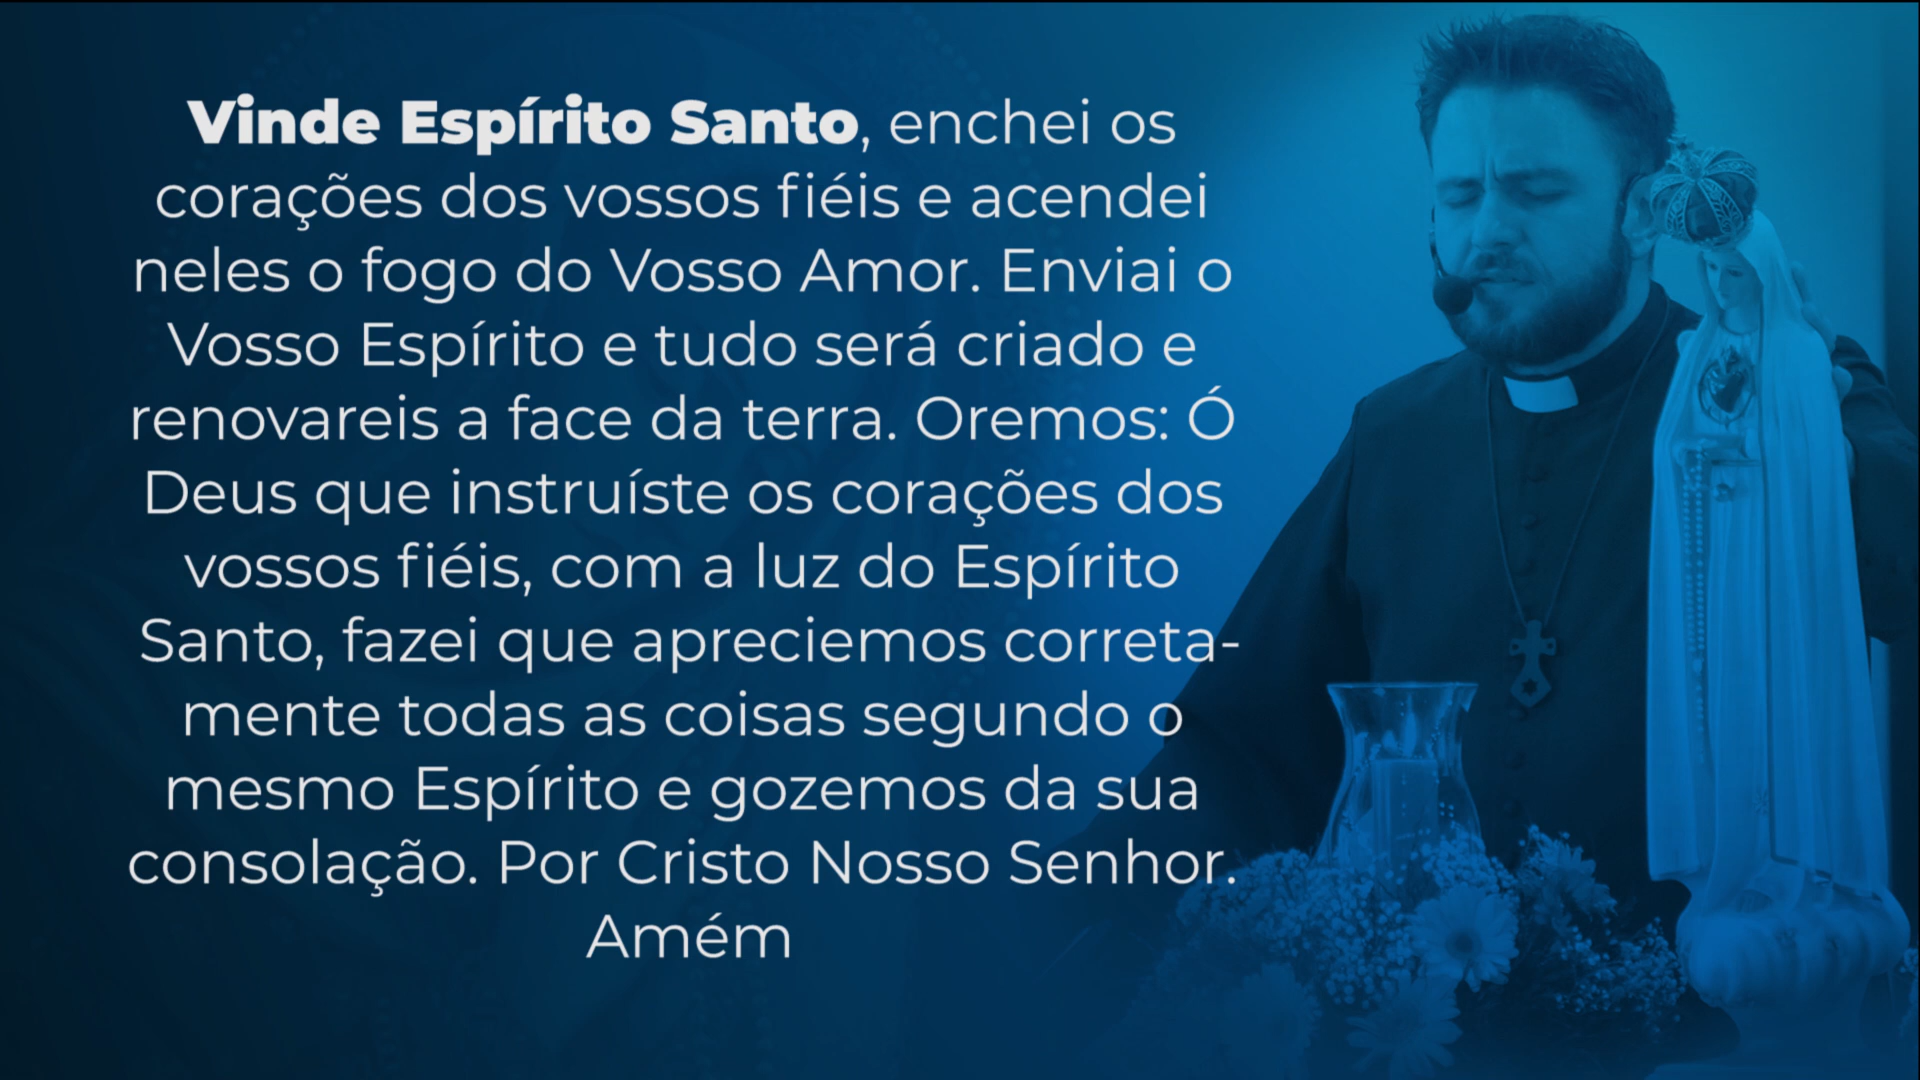 Vinde Espírito Santo, enchei os
corações dos vossos fiéis e acendei
neles o fogo do Vosso Amor. Enviai o
Vosso Espírito e tudo será criado e
renovareis a face da terra. Oremos: Ó
Deus que instruíste os corações dos
vossos fiéis, com a luz do Espírito
Santo, fazei que apreciemos correta-
mente todas as coisas segundo o
mesmo Espírito e gozemos da sua
consolação. Por Cristo Nosso Senhor.
Amém